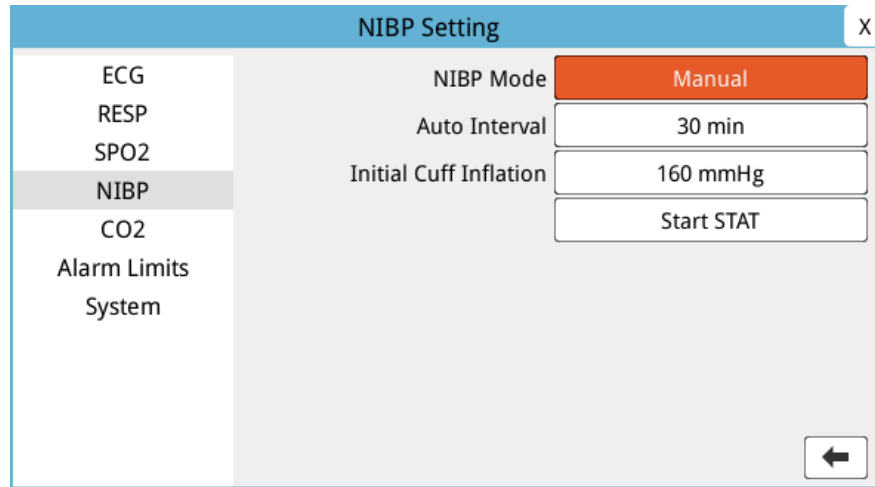 NIBP Setting
X
ECG
RESP
SPO2
NIBP
CO2
Alarm Limits
System
NIBP Mode Manual
Auto Interval 30 min
Initial Cuff Inflation 160 mmHg
Start STAT